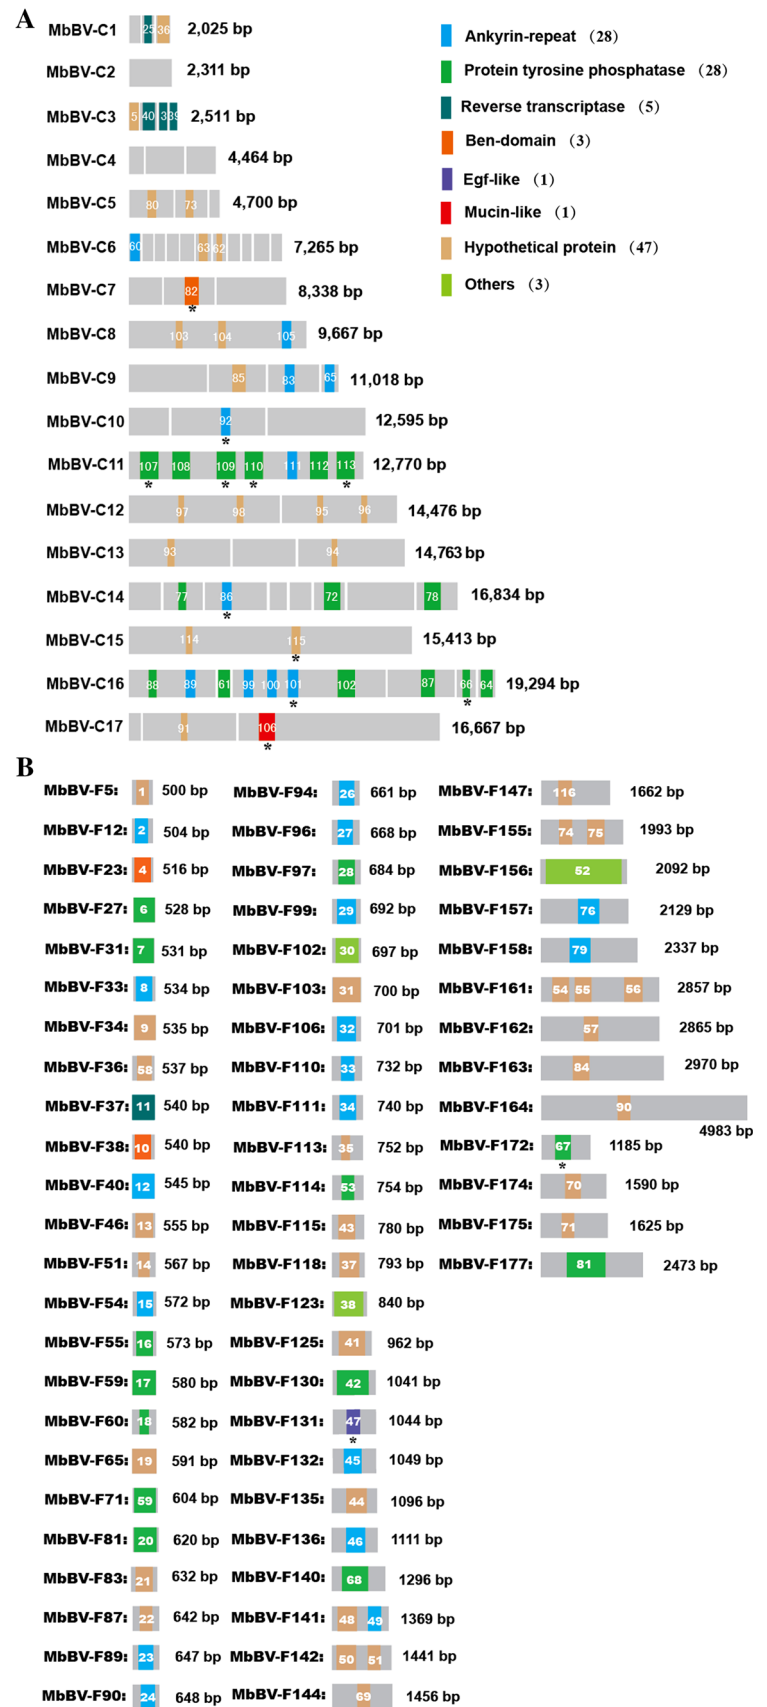 A
MbBV-C1 25 36 2,025 bp
MbBV-C2 2,311 bp
MbBV-C3 5 40 3 39 2,511 bp
MbBV-C4 4,464 bp
MbBV-C5 80 73 4,700 bp
MbBV-C6 60 63 62 7,265 bp
MbBV-C7 82 8,338 bp
*
MbBV-C8 103 104 105 9,667 bp
MbBV-C9 85 83 65 11,018 bp
MbBV-C10 92 12,595 bp
*
MbBV-C11 107 108 109 110 111 112 113 12,770 bp
* * * *
MbBV-C12 97 98 95 96 14,476 bp
MbBV-C13 93 94 14,763 bp
MbBV-C14 77 86 72 78 16,834 bp
*
MbBV-C15 114 115 15,413 bp
*
MbBV-C16 88 89 61 99 100 101 102 87 66 64 19,294 bp
* *
MbBV-C17 91 106 16,667 bp
*
Ankyrin-repeat (28)
Protein tyrosine phosphatase (28)
Reverse transcriptase (5)
Ben-domain (3)
Egf-like (1)
Mucin-like (1)
Hypothetical protein (47)
Others (3)
B
MbBV-F5: 1 500 bp
MbBV-F12: 2 504 bp
MbBV-F23: 4 516 bp
MbBV-F27: 6 528 bp
MbBV-F31: 7 531 bp
MbBV-F33: 8 534 bp
MbBV-F34: 9 535 bp
MbBV-F36: 58 537 bp
MbBV-F37: 11 540 bp
MbBV-F38: 10 540 bp
MbBV-F40: 12 545 bp
MbBV-F46: 13 555 bp
MbBV-F51: 14 567 bp
MbBV-F54: 15 572 bp
MbBV-F55: 16 573 bp
MbBV-F59: 17 580 bp
MbBV-F60: 18 582 bp
MbBV-F65: 19 591 bp
MbBV-F71: 59 604 bp
MbBV-F81: 20 620 bp
MbBV-F83: 21 632 bp
MbBV-F87: 22 642 bp
MbBV-F89: 23 647 bp
MbBV-F90: 24 648 bp
MbBV-F94: 26 661 bp
MbBV-F96: 27 668 bp
MbBV-F97: 28 684 bp
MbBV-F99: 29 692 bp
MbBV-F102: 30 697 bp
MbBV-F103: 31 700 bp
MbBV-F106: 32 701 bp
MbBV-F110: 33 732 bp
MbBV-F111: 34 740 bp
MbBV-F113: 35 752 bp
MbBV-F114: 53 754 bp
MbBV-F115: 43 780 bp
MbBV-F118: 37 793 bp
MbBV-F123: 38 840 bp
MbBV-F125: 41 962 bp
MbBV-F130: 42 1041 bp
MbBV-F131: 47 1044 bp
*
MbBV-F132: 45 1049 bp
MbBV-F135: 44 1096 bp
MbBV-F136: 46 1111 bp
MbBV-F140: 68 1296 bp
MbBV-F141: 48 49 1369 bp
MbBV-F142: 50 51 1441 bp
MbBV-F144: 69 1456 bp
MbBV-F147: 116 1662 bp
MbBV-F155: 74 75 1993 bp
MbBV-F156: 52 2092 bp
MbBV-F157: 76 2129 bp
MbBV-F158: 79 2337 bp
MbBV-F161: 54 55 56 2857 bp
MbBV-F162: 57 2865 bp
MbBV-F163: 84 2970 bp
MbBV-F164: 90 4983 bp
MbBV-F172: 67 1185 bp
*
MbBV-F174: 70 1590 bp
MbBV-F175: 71 1625 bp
MbBV-F177: 81 2473 bp